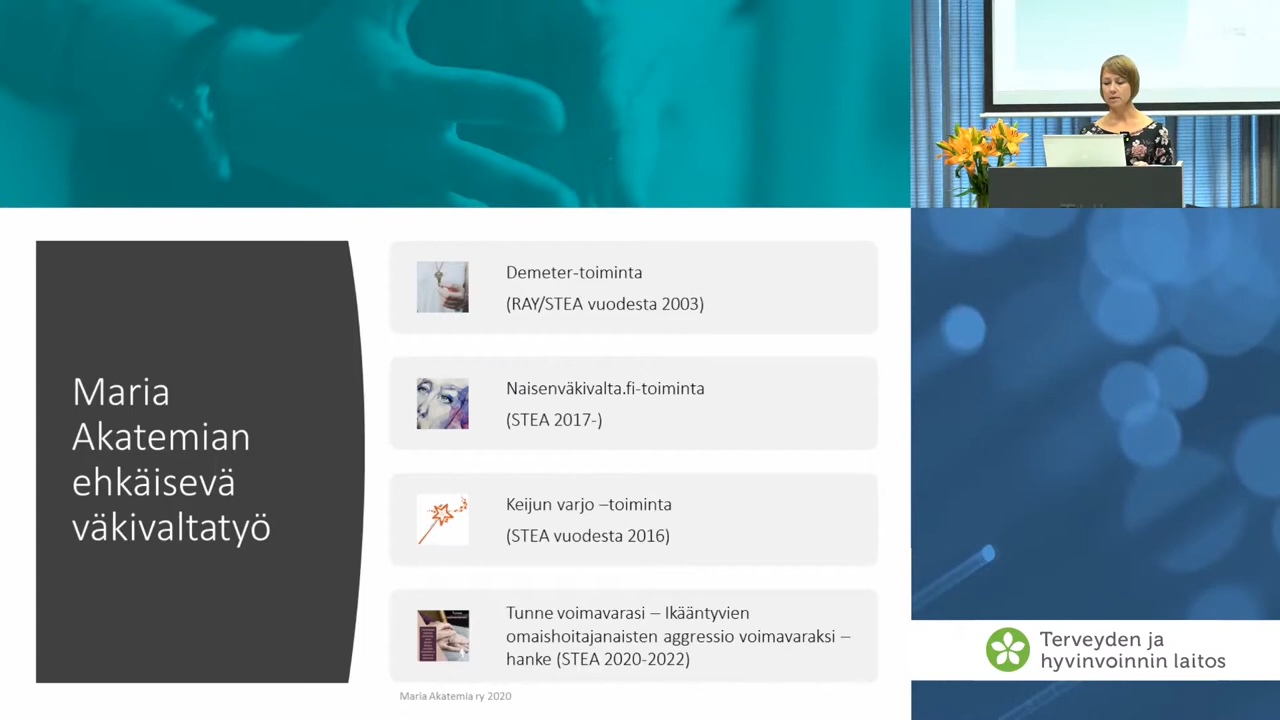 Maria
Akatemian
ehkäisevä
väkivaltatyö
Demeter-toiminta
(RAY/STEA vuodesta 2003)
Naisenväkivalta.fi-toiminta
(STEA 2017-)
Keijun varjo –toiminta
(STEA vuodesta 2016)
Tunne voimavarasi – Ikääntyvien
omaishoitajanaisten aggressio voimavaraksi –
hanke (STEA 2020-2022)
Maria Akatemia ry 2020
Terveyden ja
hyvinvoinnin laitos